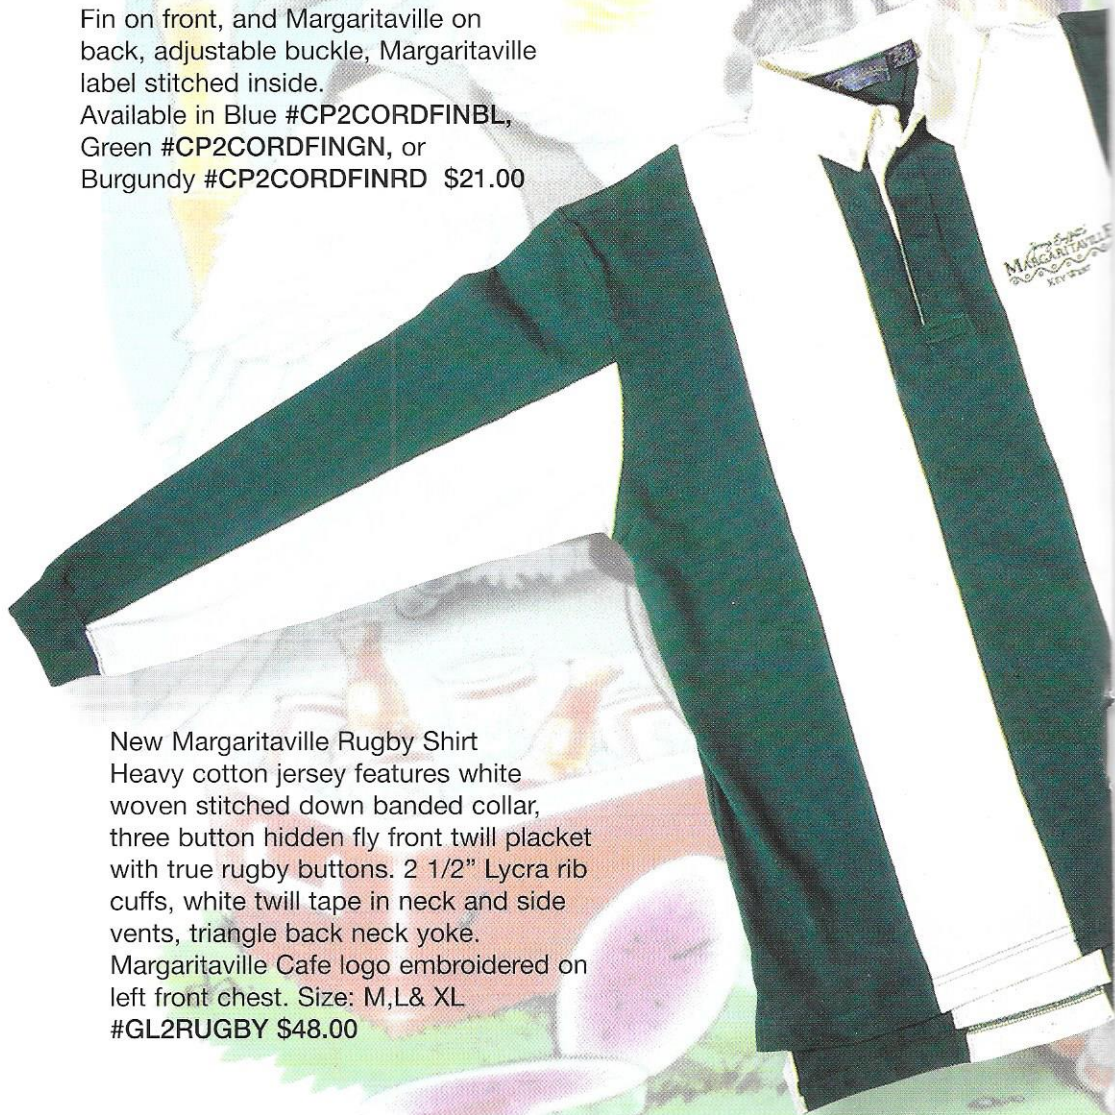 Fin on front, and Margaritaville on
back, adjustable buckle, Margaritaville
label stitched inside.
Available in Blue #CP2CORDFINBL,
Green #CP2CORDFINGN, or
Burgundy #CP2CORDFINRD $21.00
Jimmy Buffett's
MARGARITAVILLE
KEY WEST
New Margaritaville Rugby Shirt
Heavy cotton jersey features white
woven stitched down banded collar,
three button hidden fly front twill placket
with true rugby buttons. 2 1/2” Lycra rib
cuffs, white twill tape in neck and side
vents, triangle back neck yoke.
Margaritaville Cafe logo embroidered on
left front chest. Size: M,L& XL
#GL2RUGBY $48.00